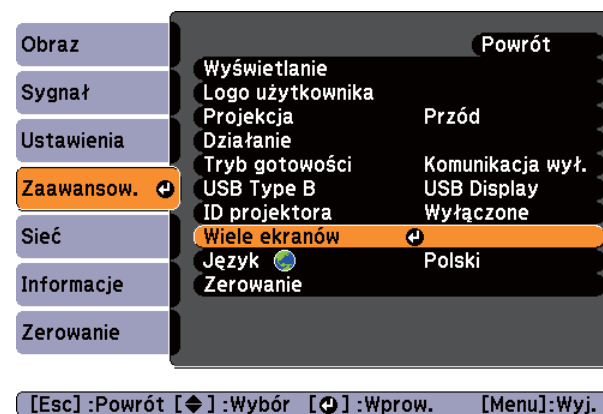 Obraz
Sygnał
Ustawienia
Zaawansow.
Sieć
Informacje
Zerowanie
Powrót
Wyświetlanie
Logo użytkownika
Projekcja Przód
Działanie
Tryb gotowości Komunikacja wył.
USB Type B USB Display
ID projektora Wyłączone
Wiele ekranów
Język Polski
Zerowanie
[Esc] :Powrót [◆] :Wybór [⏎] :Wprow. [Menu]:Wyj.